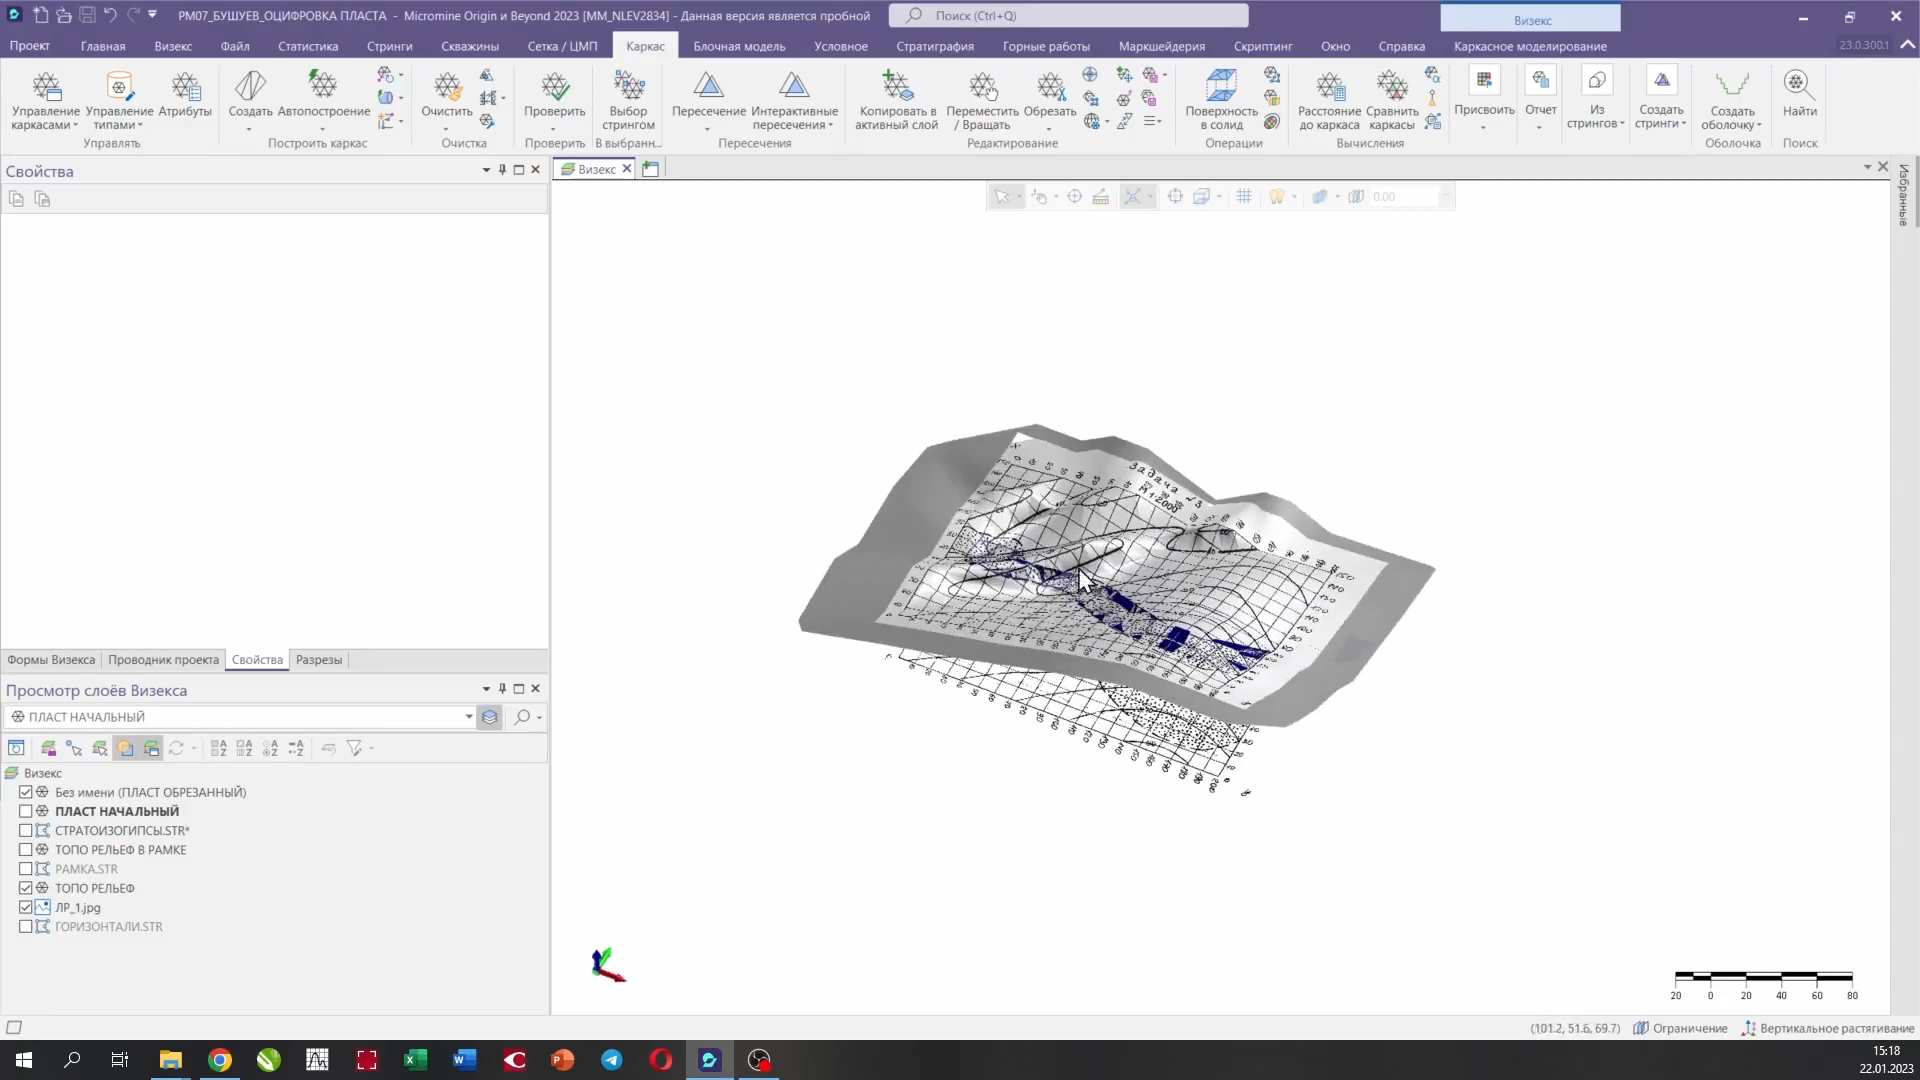 РМ07_БУШУЕВ_ОЦИФРОВКА ПЛАСТА - Micromine Origin и Beyond 2023 [MM_NLEV2834] - Данная версия является пробной
Поиск (Ctrl+Q)
Визекс
Проект Главная Визекс Файл Статистика Стринги Скважины Сетка / ЦМП Каркас Блочная модель Условное Стратиграфия Горные работы Маркшейдерия Скриптинг Окно Справка Каркасное моделирование
23.0.300.1
Управление каркасами
Управление типами
Атрибуты
Управлять
Создать
Автопостроение
Построить каркас
Очистить
Очистка
Проверить
Проверить
Выбор стрингом
В выбранн...
Пересечение
Интерактивные пересечения
Пересечения
Копировать в активный слой
Переместить / Вращать
Обрезать
Редактирование
Поверхность в солид
Операции
Расстояние до каркаса
Сравнить каркасы
Вычисления
Присвоить
Отчет
Из стрингов
Создать стринги
Создать оболочку
Оболочка
Найти
Поиск
Свойства
Визекс
Избранные
0.00
Задача №3
М 1:2000
Формы Визекса Проводник проекта Свойства Разрезы
Просмотр слоёв Визекса
ПЛАСТ НАЧАЛЬНЫЙ
Визекс
Без имени (ПЛАСТ ОБРЕЗАННЫЙ)
ПЛАСТ НАЧАЛЬНЫЙ
СТРАТОИЗОГИПСЫ.STR*
ТОПО РЕЛЬЕФ В РАМКЕ
РАМКА.STR
ТОПО РЕЛЬЕФ
ЛР_1.jpg
ГОРИЗОНТАЛИ.STR
20 0 20 40 60 80
(101.2, 51.6, 69.7) Ограничение Вертикальное растягивание
15:18
22.01.2023